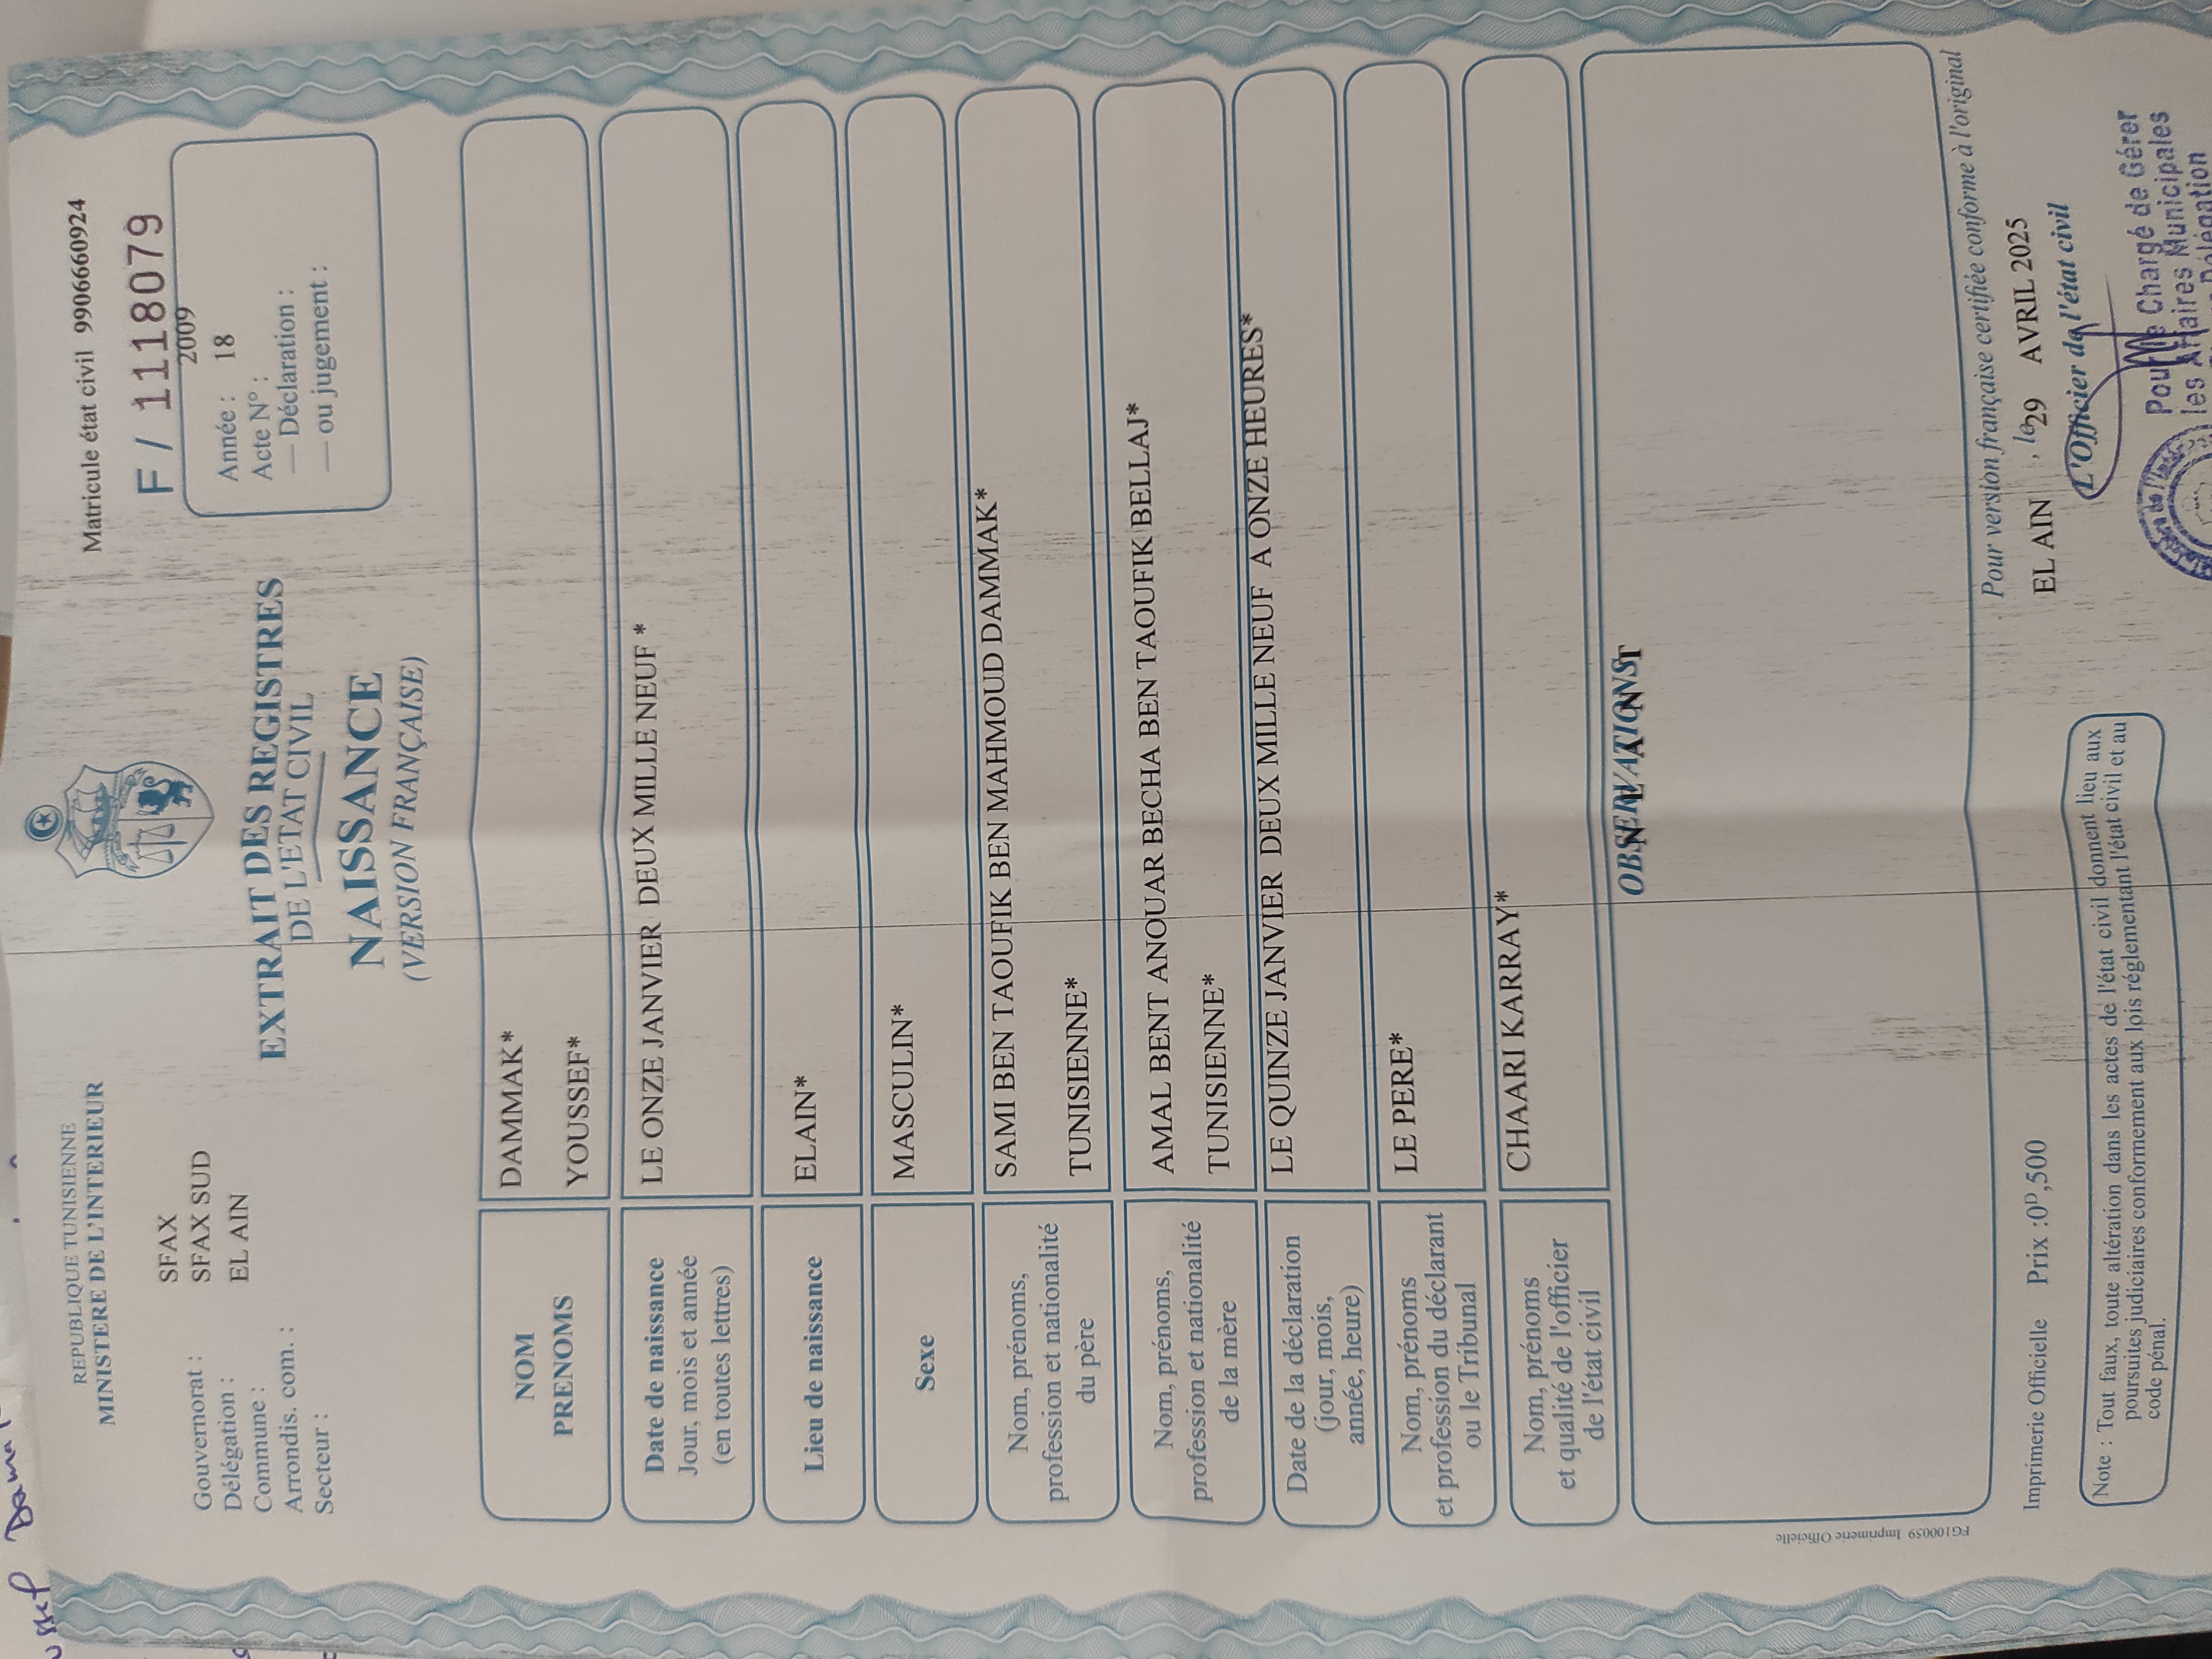 REPUBLIQUE TUNISIENNE
MINISTERE DE L'INTERIEUR
Matricule état civil 9906660924
F / 1118079
Gouvernorat : SFAX
Délégation : SFAX SUD
Commune : EL AIN
Arrondis. com. :
Secteur :
EXTRAIT DES REGISTRES
DE L'ETAT CIVIL
NAISSANCE
(VERSION FRANÇAISE)
2009
Année : 18
Acte N° :
— Déclaration :
— ou jugement :
NOM
PRENOMS
DAMMAK*
YOUSSEF*
Date de naissance
Jour, mois et année
(en toutes lettres)
LE ONZE JANVIER DEUX MILLE NEUF *
Lieu de naissance
ELAIN*
Sexe
MASCULIN*
Nom, prénoms,
profession et nationalité
du père
SAMI BEN TAOUFIK BEN MAHMOUD DAMMAK*
TUNISIENNE*
Nom, prénoms,
profession et nationalité
de la mère
AMAL BENT ANOUAR BECHA BEN TAOUFIK BELLAJ*
TUNISIENNE*
Date de la déclaration
(jour, mois,
année, heure)
LE QUINZE JANVIER DEUX MILLE NEUF A ONZE HEURES*
Nom, prénoms
et profession du déclarant
ou le Tribunal
LE PERE*
Nom, prénoms
et qualité de l'officier
de l'état civil
CHAARI KARRAY*
OBSERVATIONS
NEANT
Pour version française certifiée conforme à l'original
EL AIN , le 29 AVRIL 2025
L'Officier de l'état civil
Pour le Chargé de Gérer
les Affaires Municipales
Délégation
FG100059 Imprimerie Officielle
Imprimerie Officielle Prix :0D,500
Note : Tout faux, toute altération dans les actes de l'état civil donnent lieu aux
poursuites judiciaires conformement aux lois réglementant l'état civil et au
code pénal.